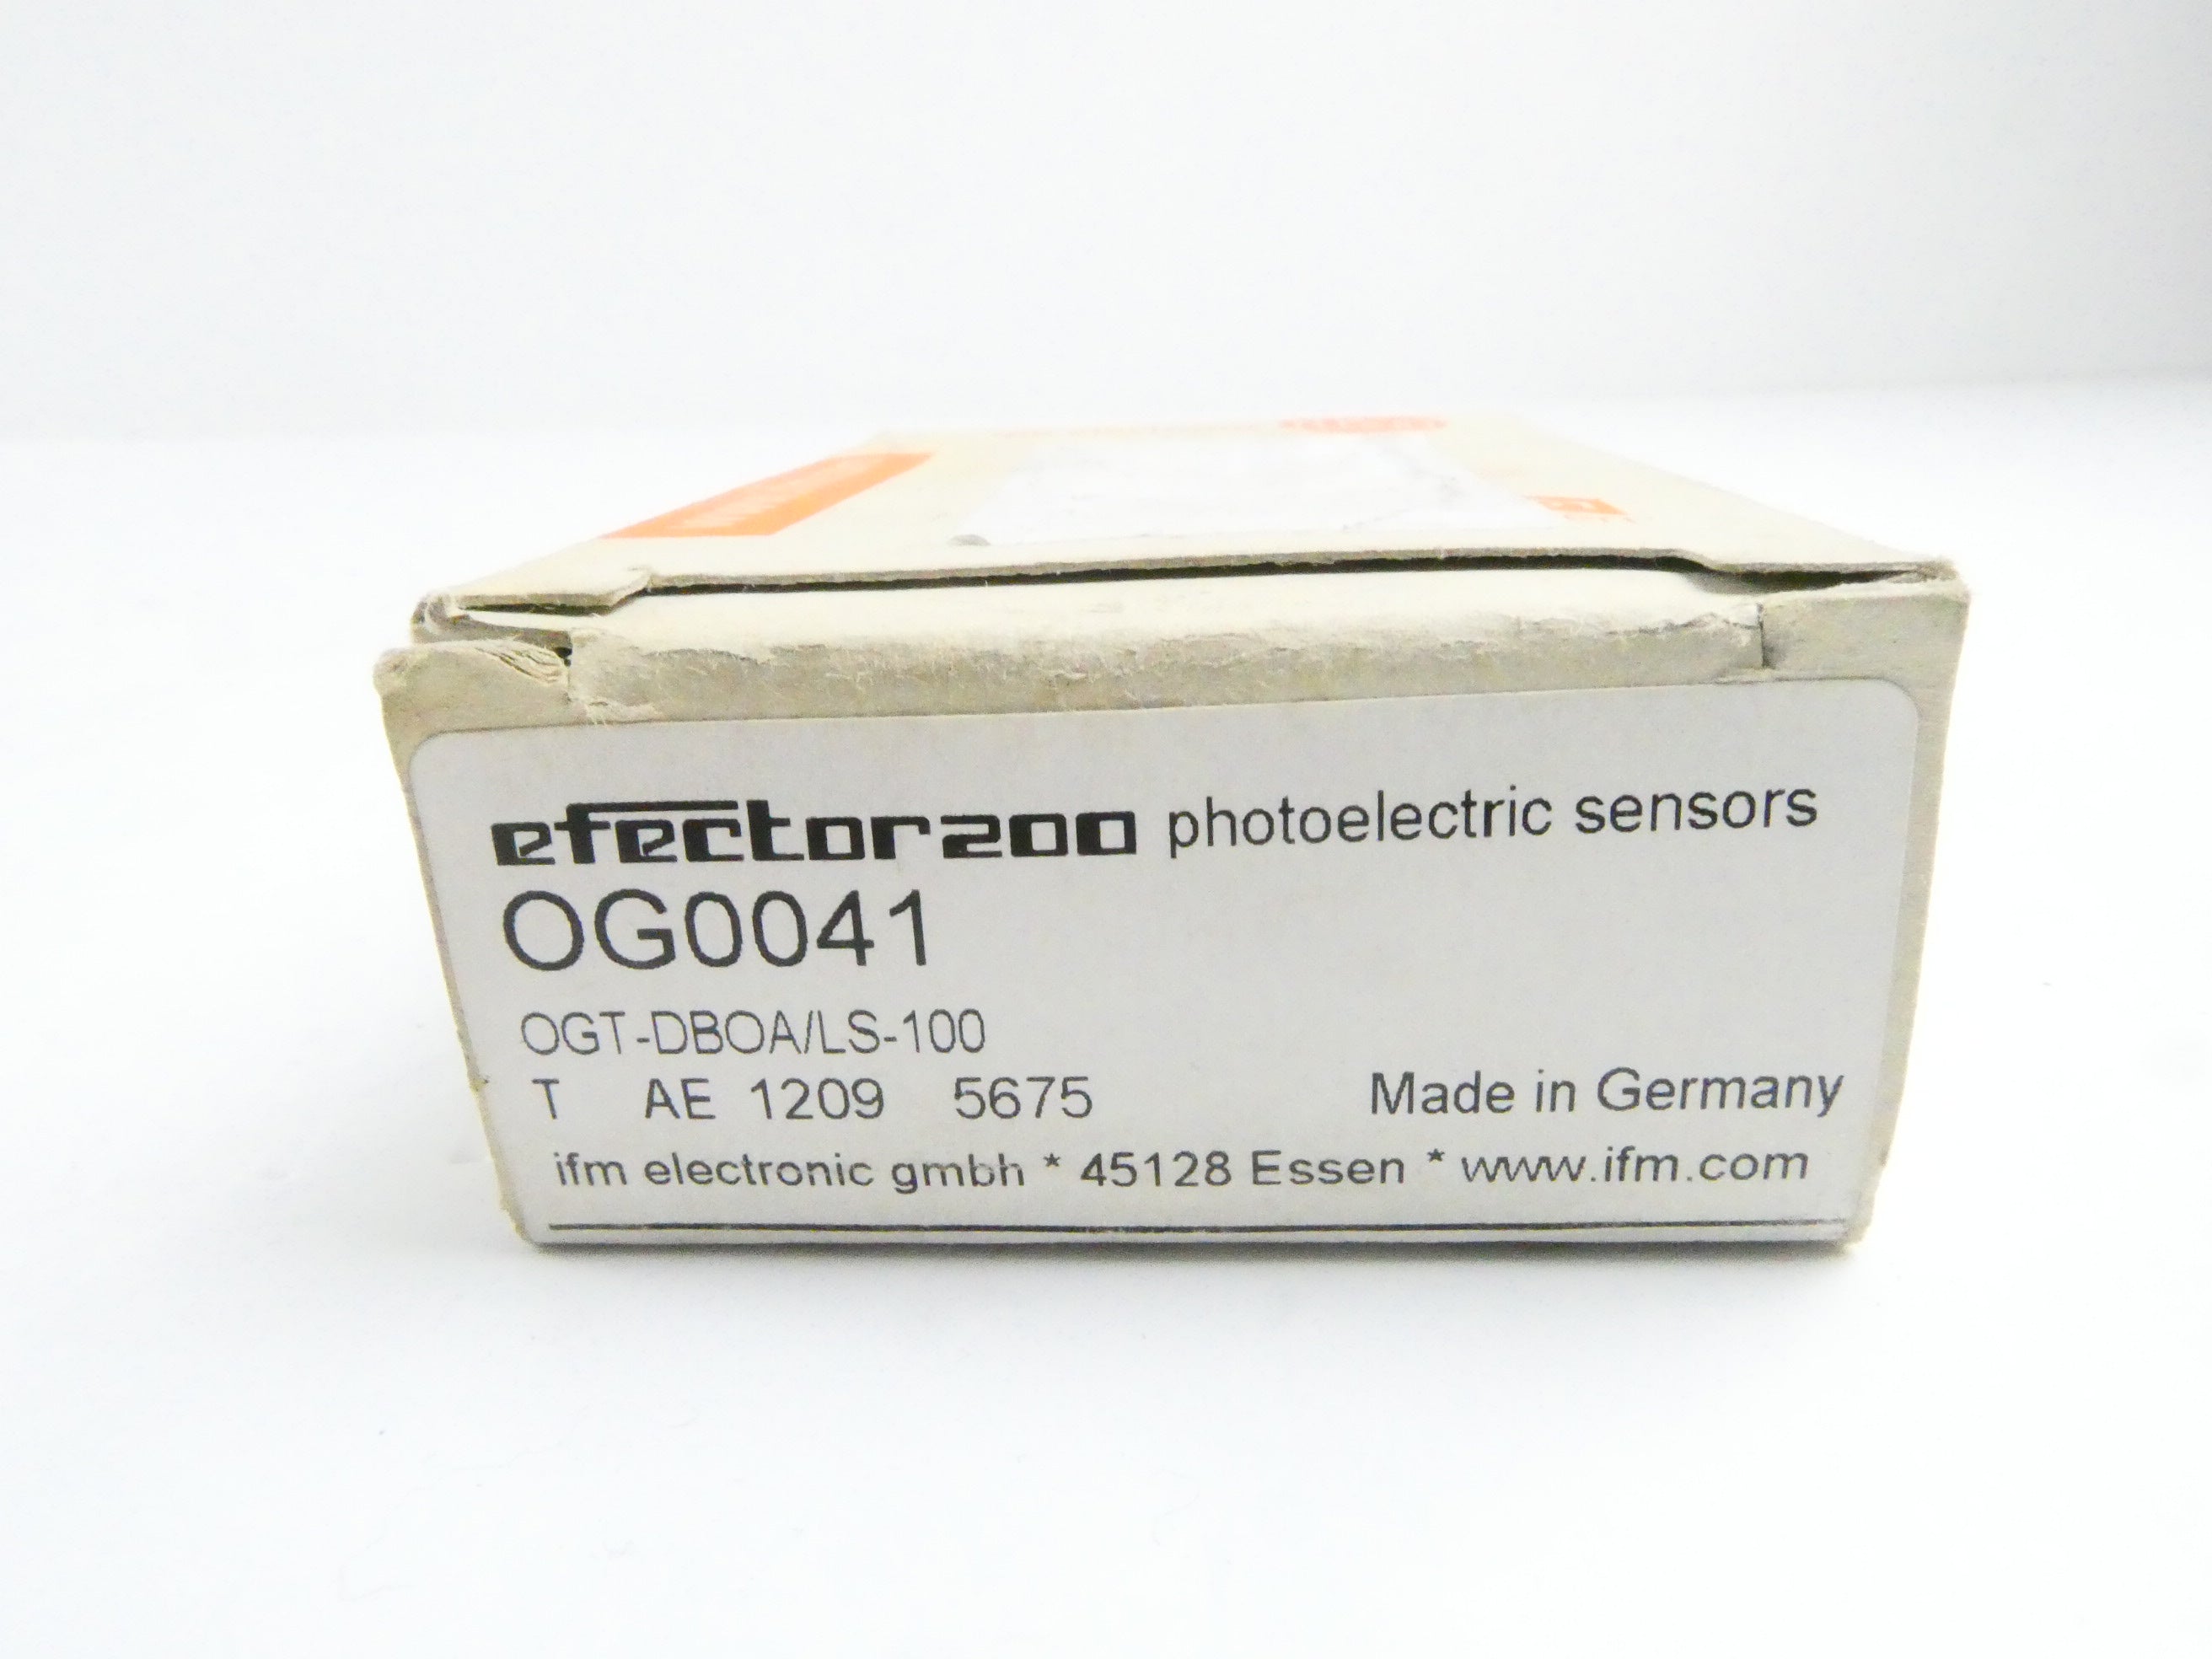 efector200 photoelectric sensors
OG0041
OGT-DBOA/LS-100
T AE 1209 5675 Made in Germany
ifm electronic gmbh * 45128 Essen * www.ifm.com